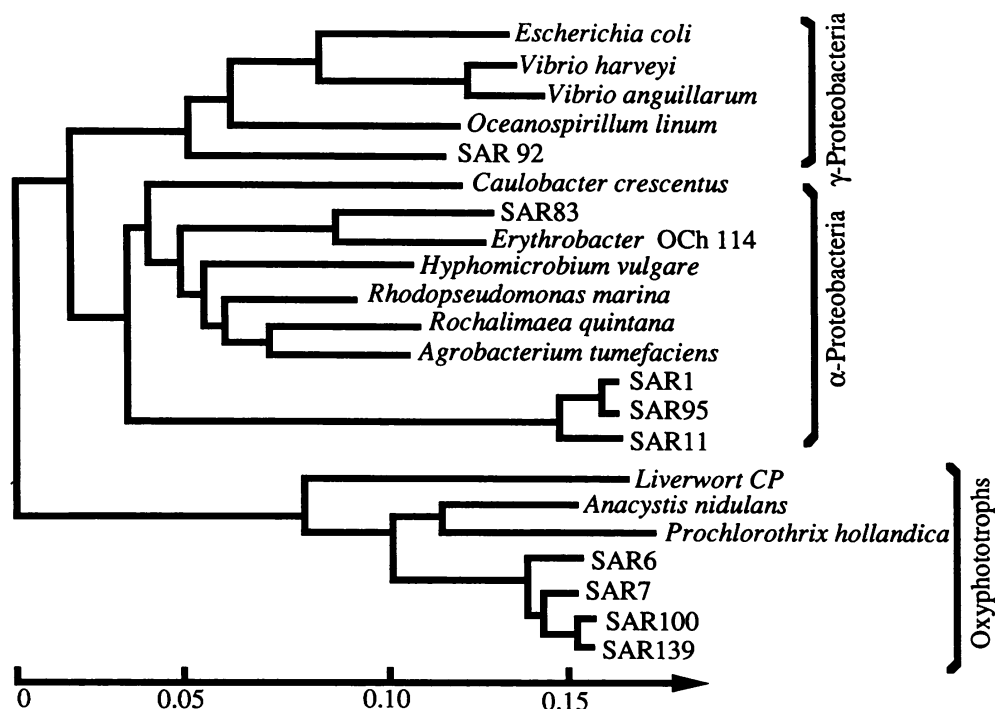 Escherichia coli
Vibrio harveyi
Vibrio anguillarum
Oceanospirillum linum
SAR 92
γ-Proteobacteria
Caulobacter crescentus
SAR83
Erythrobacter OCh 114
Hyphomicrobium vulgare
Rhodopseudomonas marina
Rochalimaea quintana
Agrobacterium tumefaciens
SAR1
SAR95
SAR11
α-Proteobacteria
Liverwort CP
Anacystis nidulans
Prochlorothrix hollandica
SAR6
SAR7
SAR100
SAR139
Oxyphototrophs
0 0.05 0.10 0.15